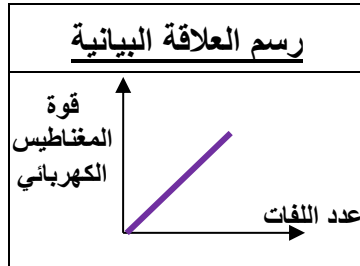 رسم العلاقة البيانية
قوة
المغناطيس
الكهربائي
عدد اللفات